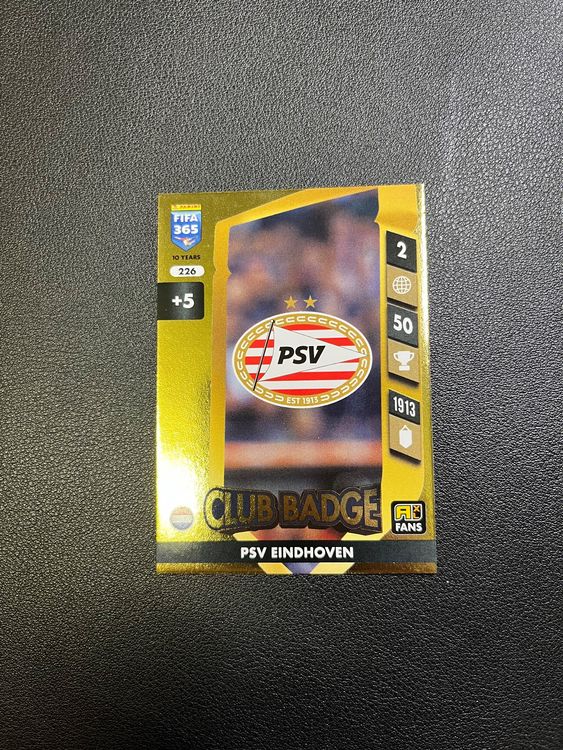 PANINI
FIFA
365
10 YEARS
226
+5
2
50
1913
PSV
EST 1913
CLUB BADGE
FANS
PSV EINDHOVEN